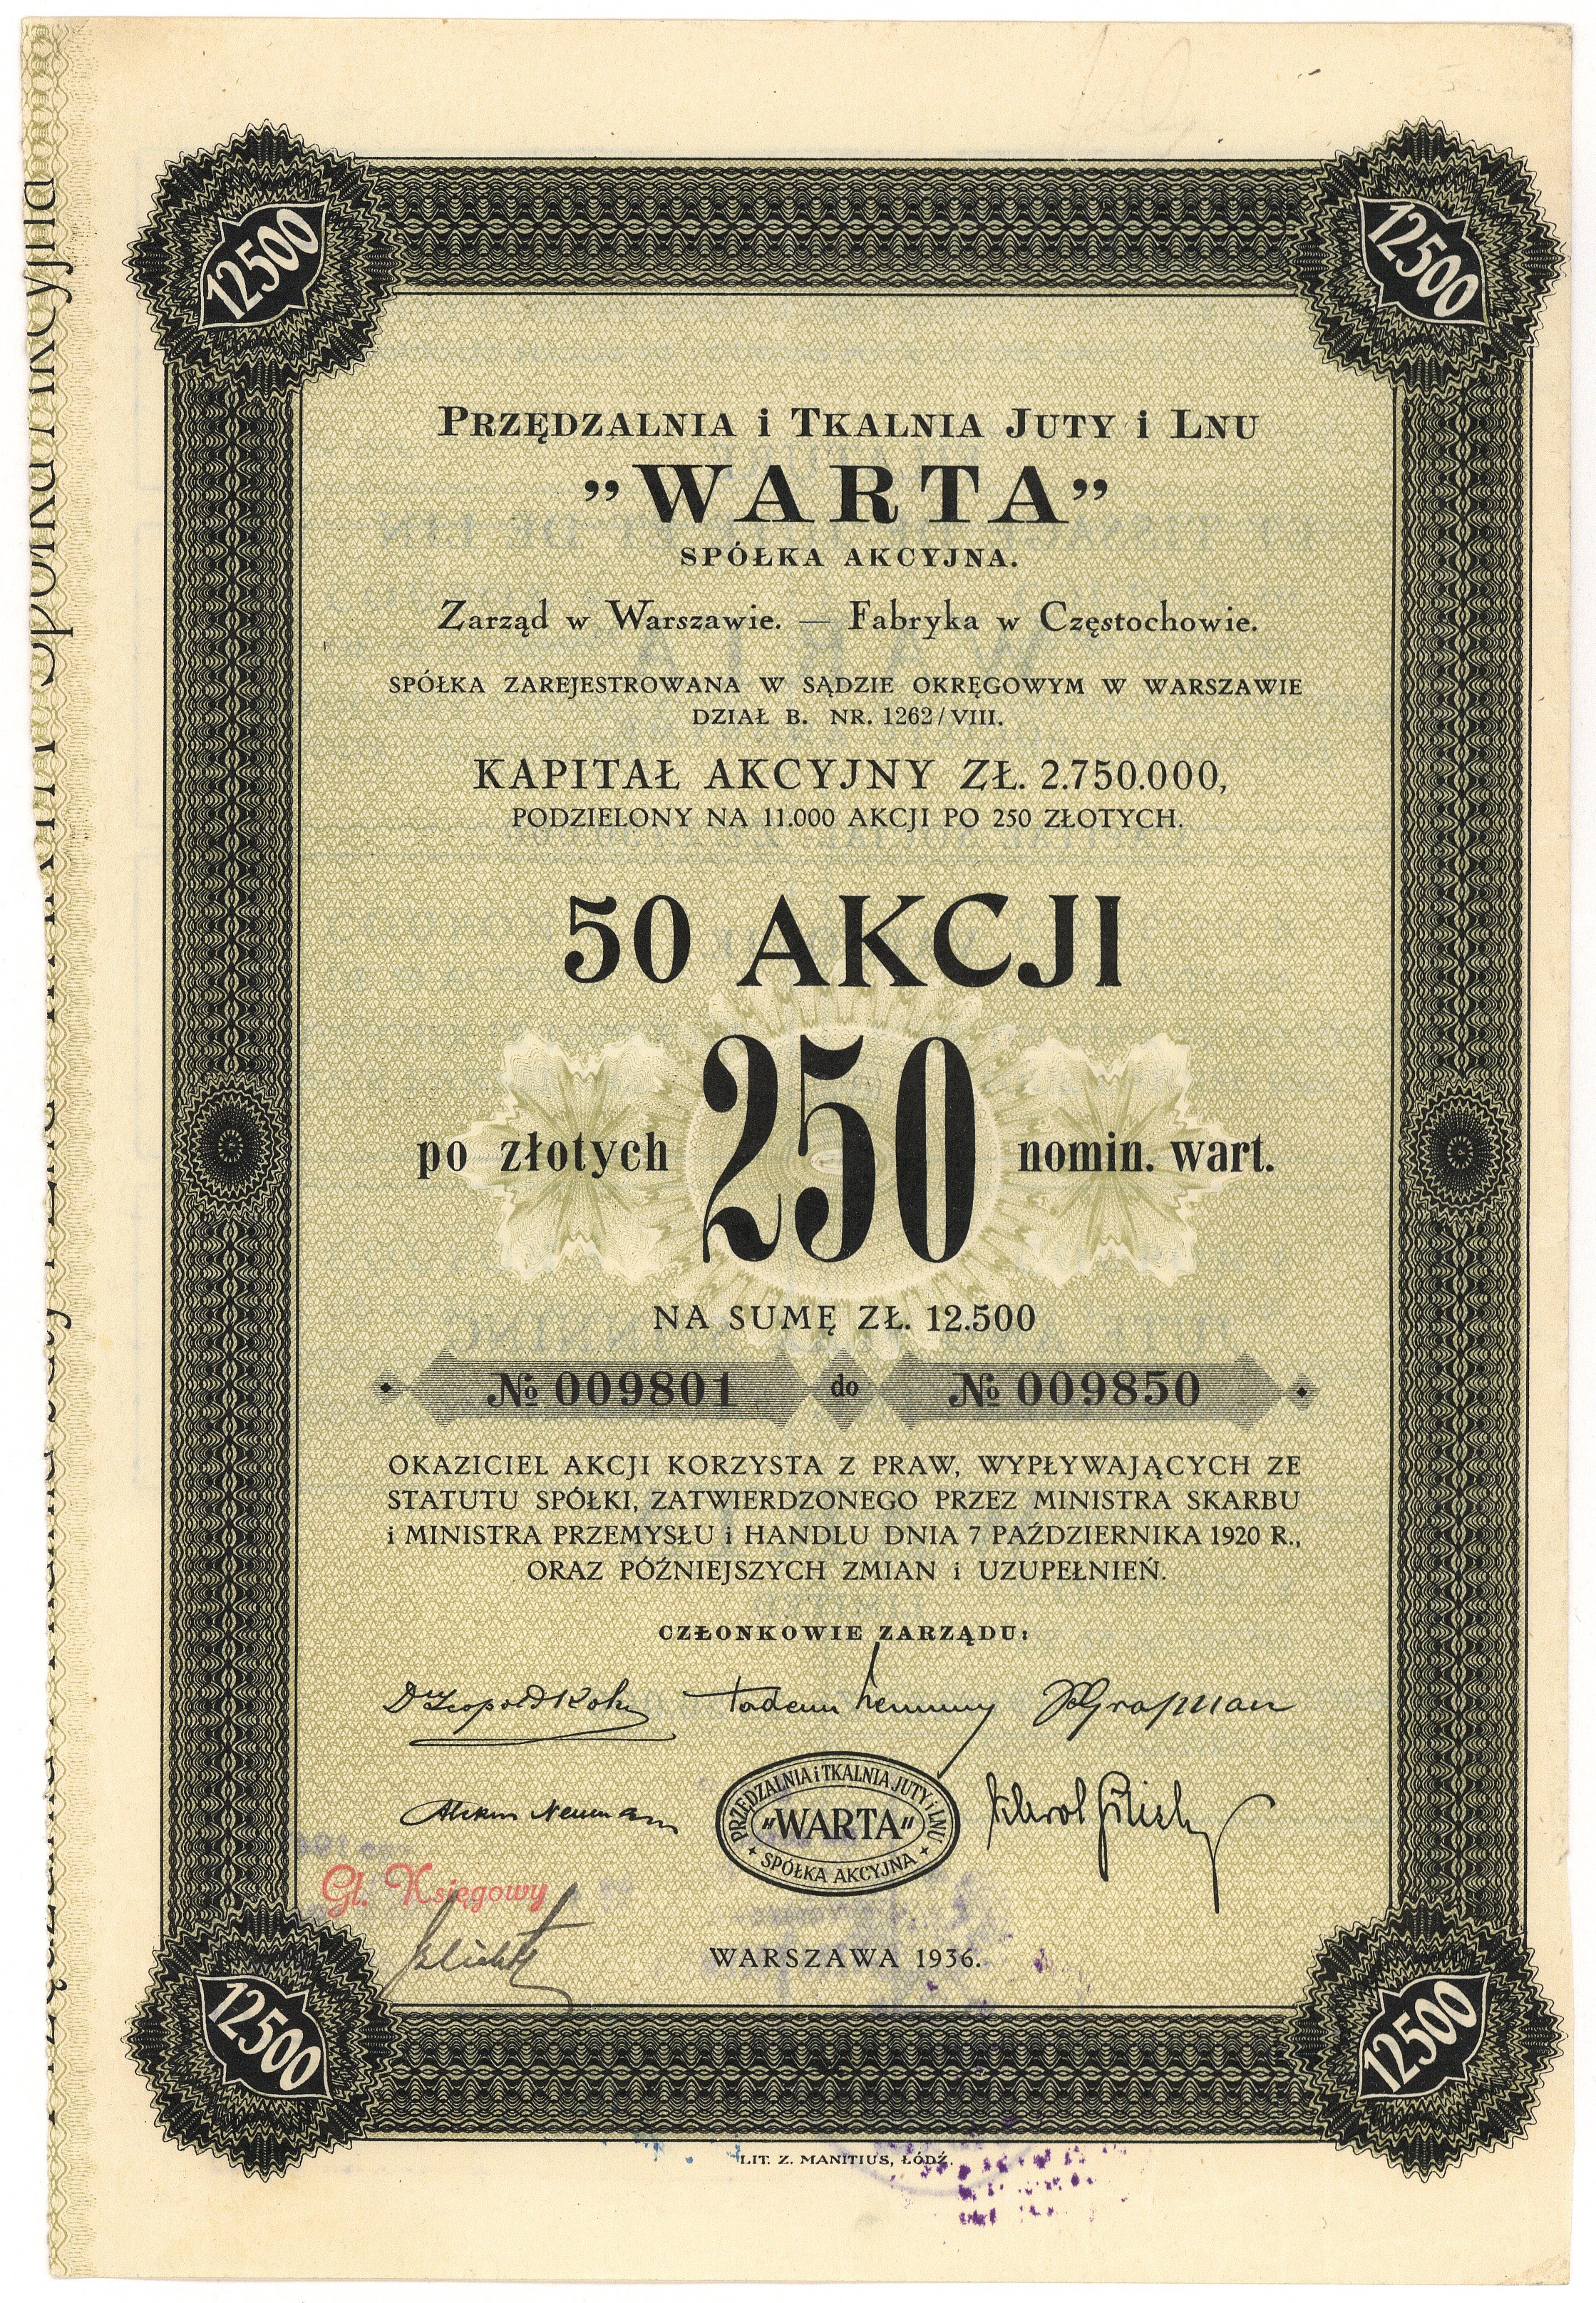 12500
12500
PRZĘDZALNIA i TKALNIA JUTY i LNU
"WARTA"
SPÓŁKA AKCYJNA.
Zarząd w Warszawie. — Fabryka w Częstochowie.
SPÓŁKA ZAREJESTROWANA W SĄDZIE OKRĘGOWYM W WARSZAWIE
DZIAŁ B. NR. 1262/VIII.
KAPITAŁ AKCYJNY ZŁ. 2.750.000,
PODZIELONY NA 11.000 AKCJI PO 250 ZŁOTYCH.
50 AKCJI
po złotych 250 nomin. wart.
NA SUMĘ ZŁ. 12.500
№ 009801 do № 009850
OKAZICIEL AKCJI KORZYSTA Z PRAW, WYPŁYWAJĄCYCH ZE
STATUTU SPÓŁKI, ZATWIERDZONEGO PRZEZ MINISTRA SKARBU
i MINISTRA PRZEMYSŁU i HANDLU DNIA 7 PAŹDZIERNIKA 1920 R.,
ORAZ PÓŹNIEJSZYCH ZMIAN i UZUPEŁNIEŃ.
CZŁONKOWIE ZARZĄDU:
Dr Leopold
Neuman
PRZĘDZALNIA i TKALNIA JUTY i LNU
"WARTA"
SPÓŁKA AKCYJNA
Gł. Księgowy
WARSZAWA 1936.
12500
12500
LIT. Z. MANITIUS, ŁÓDŹ.